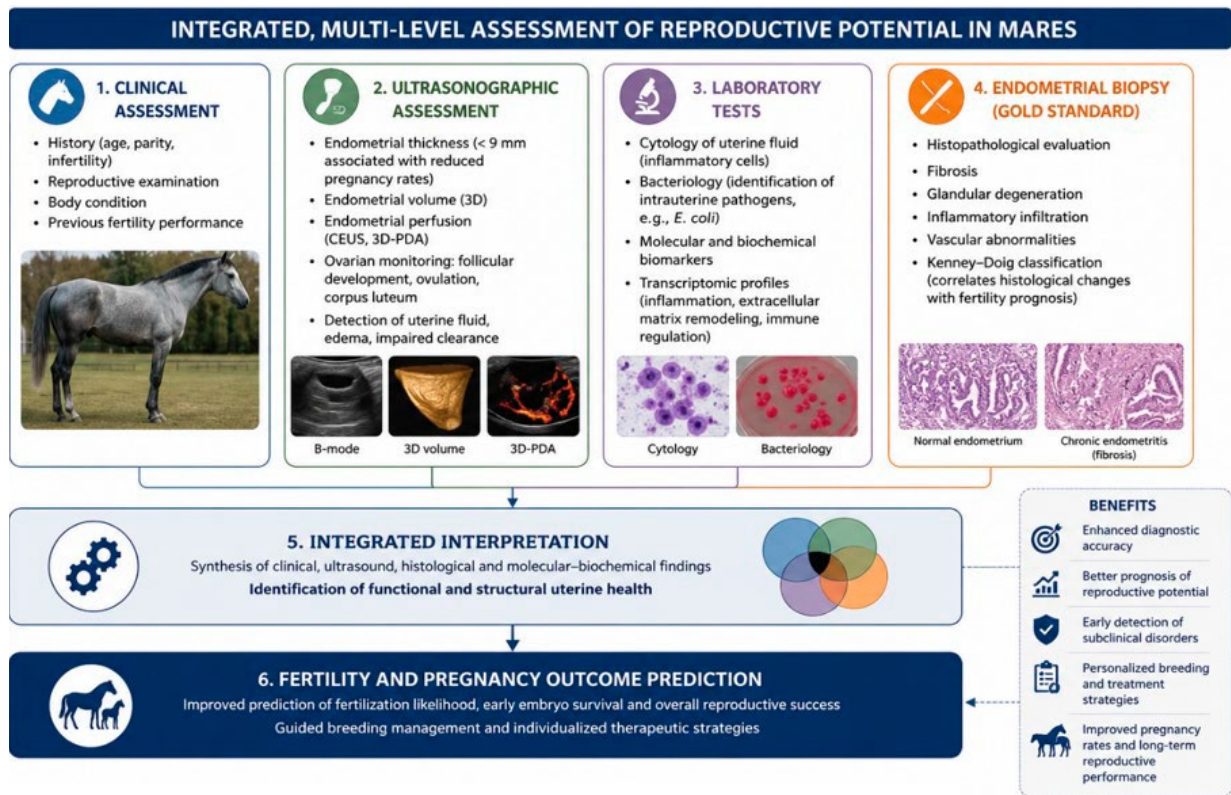 INTEGRATED, MULTI-LEVEL ASSESSMENT OF REPRODUCTIVE POTENTIAL IN MARES
1. CLINICAL
ASSESSMENT
• History (age, parity,
infertility)
• Reproductive examination
• Body condition
• Previous fertility performance
2. ULTRASONOGRAPHIC
ASSESSMENT
• Endometrial thickness (< 9 mm
associated with reduced
pregnancy rates)
• Endometrial volume (3D)
• Endometrial perfusion
(CEUS, 3D-PDA)
• Ovarian monitoring: follicular
development, ovulation,
corpus luteum
• Detection of uterine fluid,
edema, impaired clearance
B-mode
3D volume
3D-PDA
3. LABORATORY
TESTS
• Cytology of uterine fluid
(inflammatory cells)
• Bacteriology (identification of
intrauterine pathogens,
e.g., E. coli)
• Molecular and biochemical
biomarkers
• Transcriptomic profiles
(inflammation, extracellular
matrix remodeling, immune
regulation)
Cytology
Bacteriology
4. ENDOMETRIAL BIOPSY
(GOLD STANDARD)
• Histopathological evaluation
• Fibrosis
• Glandular degeneration
• Inflammatory infiltration
• Vascular abnormalities
• Kenney–Doig classification
(correlates histological changes
with fertility prognosis)
Normal endometrium
Chronic endometritis
(fibrosis)
5. INTEGRATED INTERPRETATION
Synthesis of clinical, ultrasound, histological and molecular–biochemical findings
Identification of functional and structural uterine health
6. FERTILITY AND PREGNANCY OUTCOME PREDICTION
Improved prediction of fertilization likelihood, early embryo survival and overall reproductive success
Guided breeding management and individualized therapeutic strategies
BENEFITS
Enhanced diagnostic
accuracy
Better prognosis of
reproductive potential
Early detection of
subclinical disorders
Personalized breeding
and treatment
strategies
Improved pregnancy
rates and long-term
reproductive
performance